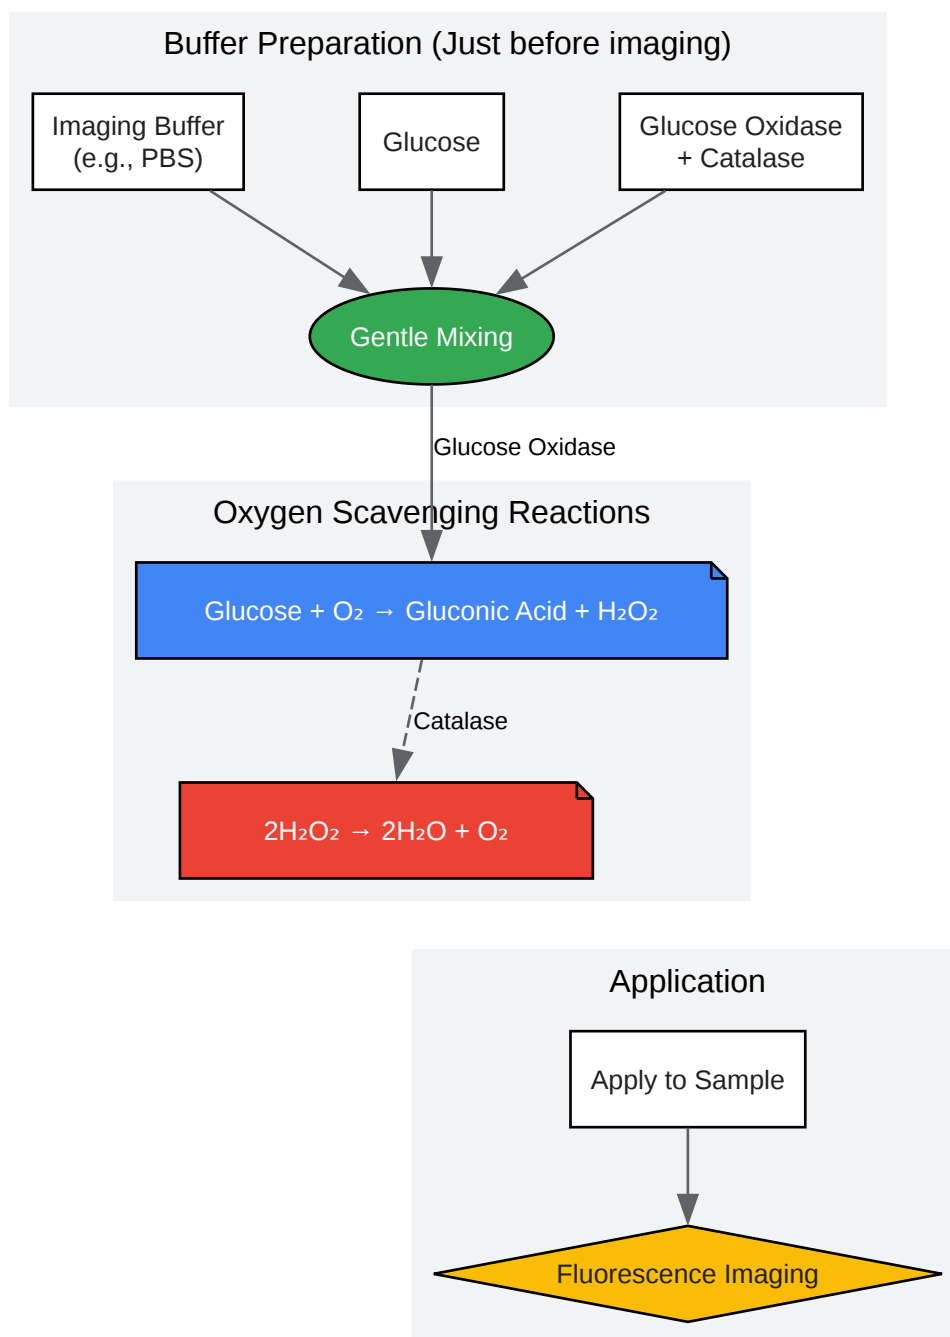 Buffer Preparation (Just before imaging)
Imaging Buffer
(e.g., PBS)
Glucose
Glucose Oxidase
+ Catalase
Gentle Mixing
Glucose Oxidase
Oxygen Scavenging Reactions
Glucose + O₂ → Gluconic Acid + H₂O₂
Catalase
2H₂O₂ → 2H₂O + O₂
Application
Apply to Sample
Fluorescence Imaging